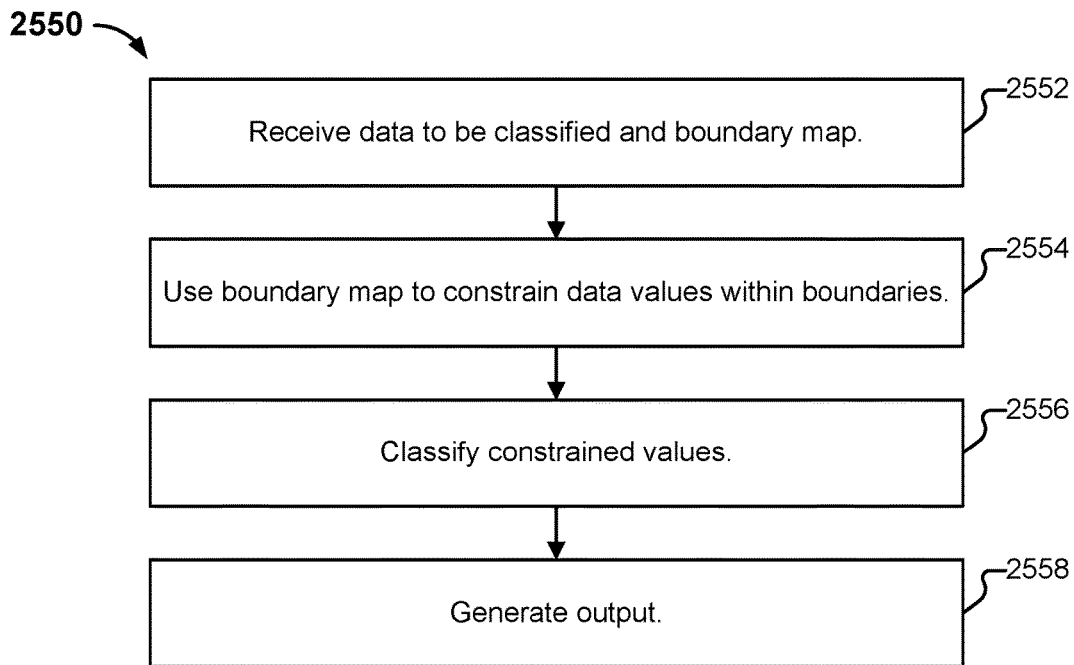 2550
2552
Receive data to be classified and boundary map.
2554
Use boundary map to constrain data values within boundaries.
2556
Classify constrained values.
2558
Generate output.